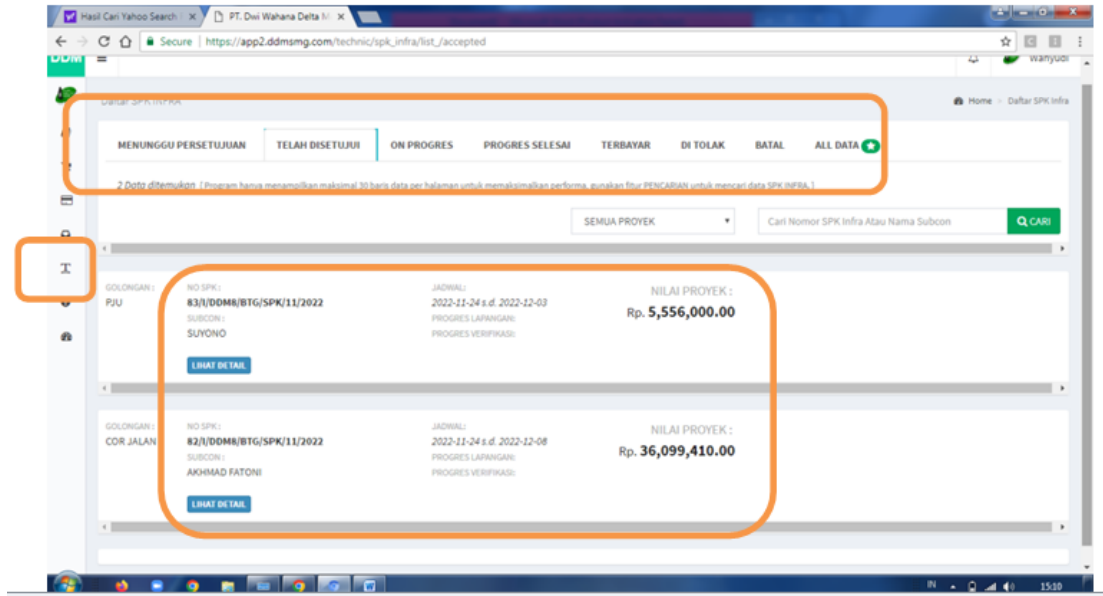 Hasil Cari Yahoo Search
PT. Dwi Wahana Delta M
Secure | https://app2.ddmsmg.com/technic/spk_infra/list_/accepted
DDM
Wahyudi
Daftar SPK INFRA
Home > Daftar SPK Infra
MENUNGGU PERSETUJUAN TELAH DISETUJUI ON PROGRES PROGRES SELESAI TERBAYAR DI TOLAK BATAL ALL DATA
2 Data ditemukan [ Program hanya menampilkan maksimal 30 baris data per halaman untuk memaksimalkan performa, gunakan fitur PENCARIAN untuk mencari data SPK INFRA. ]
SEMUA PROYEK
Cari Nomor SPK Infra Atau Nama Subcon
CARI
GOLONGAN :
PJU
NO SPK :
83/I/DDM8/BTG/SPK/11/2022
SUBCON :
SUYONO
LIHAT DETAIL
JADWAL:
2022-11-24 s.d. 2022-12-03
PROGRES LAPANGAN:
PROGRES VERIFIKASI:
NILAI PROYEK :
Rp. 5,556,000.00
GOLONGAN :
COR JALAN
NO SPK :
82/I/DDM8/BTG/SPK/11/2022
SUBCON :
AKHMAD FATONI
LIHAT DETAIL
JADWAL:
2022-11-24 s.d. 2022-12-08
PROGRES LAPANGAN:
PROGRES VERIFIKASI:
NILAI PROYEK :
Rp. 36,099,410.00
IN
15:10